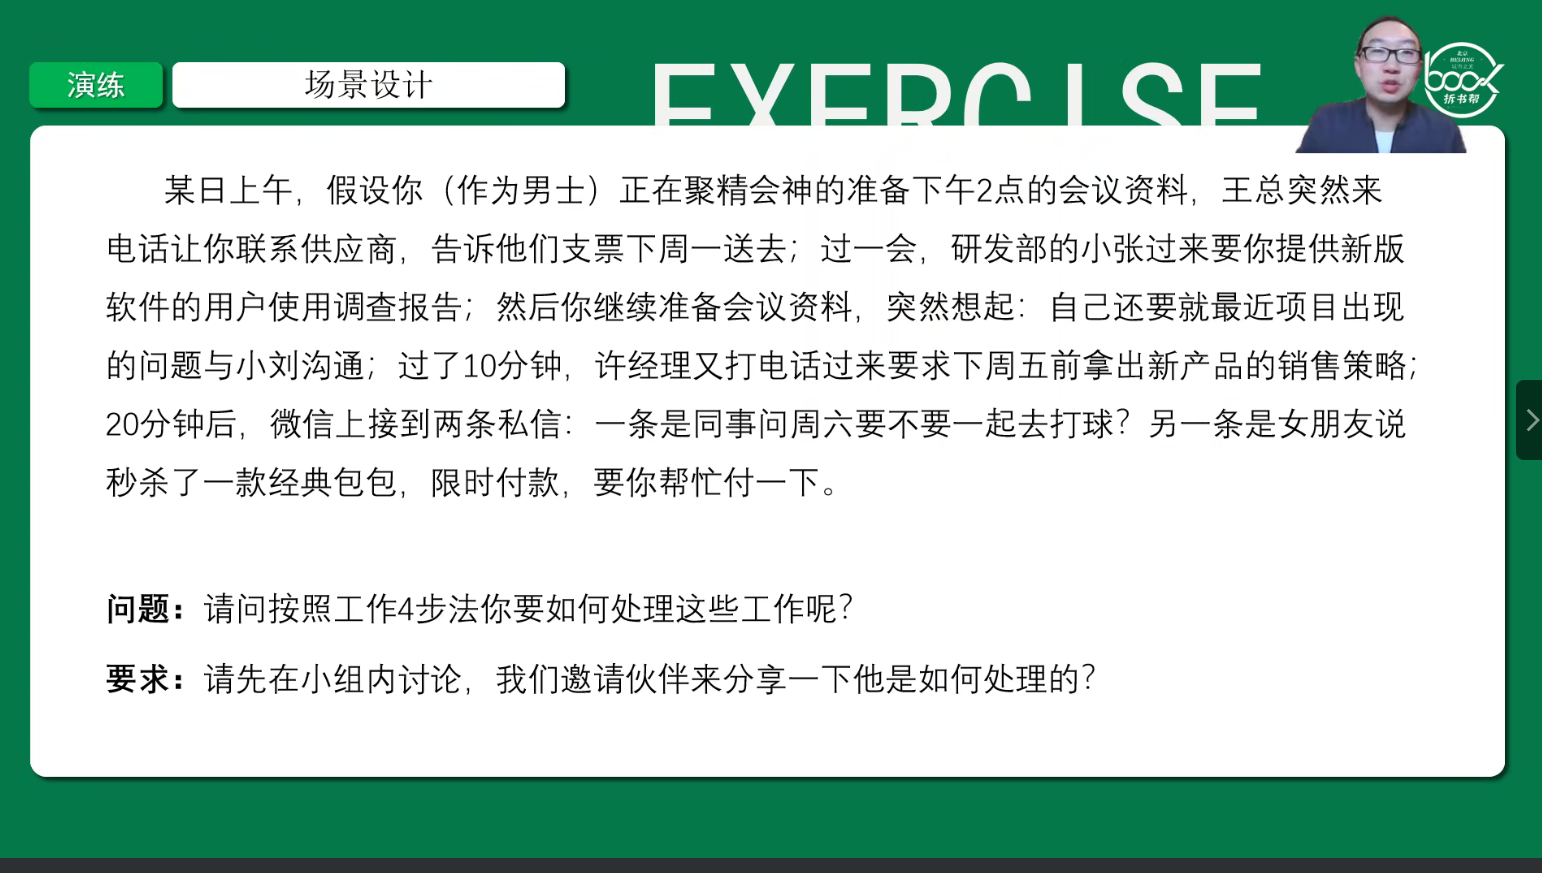 演练
场景设计
EXERCISE
北京
BEIJING
book
拆书帮
某日上午，假设你（作为男士）正在聚精会神的准备下午2点的会议资料，王总突然来
电话让你联系供应商，告诉他们支票下周一送去；过一会，研发部的小张过来要你提供新版
软件的用户使用调查报告；然后你继续准备会议资料，突然想起：自己还要就最近项目出现
的问题与小刘沟通；过了10分钟，许经理又打电话过来要求下周五前拿出新产品的销售策略；
20分钟后，微信上接到两条私信：一条是同事问周六要不要一起去打球？另一条是女朋友说
秒杀了一款经典包包，限时付款，要你帮忙付一下。
问题：请问按照工作4步法你要如何处理这些工作呢？
要求：请先在小组内讨论，我们邀请伙伴来分享一下他是如何处理的？